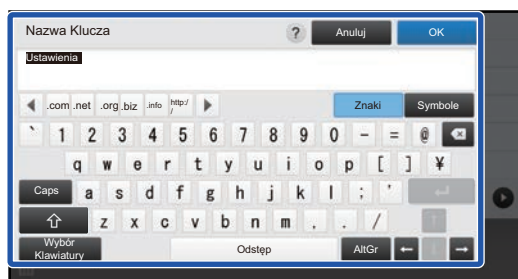 Nazwa Klucza ? Anuluj OK
Ustawienia
.com .net .org .biz .info http:// Znaki Symbole
` 1 2 3 4 5 6 7 8 9 0 - = @
q w e r t y u i o p [ ] ¥
Caps a s d f g h j k l ; '
z x c v b n m , . /
Wybór Klawiatury Odstęp AltGr